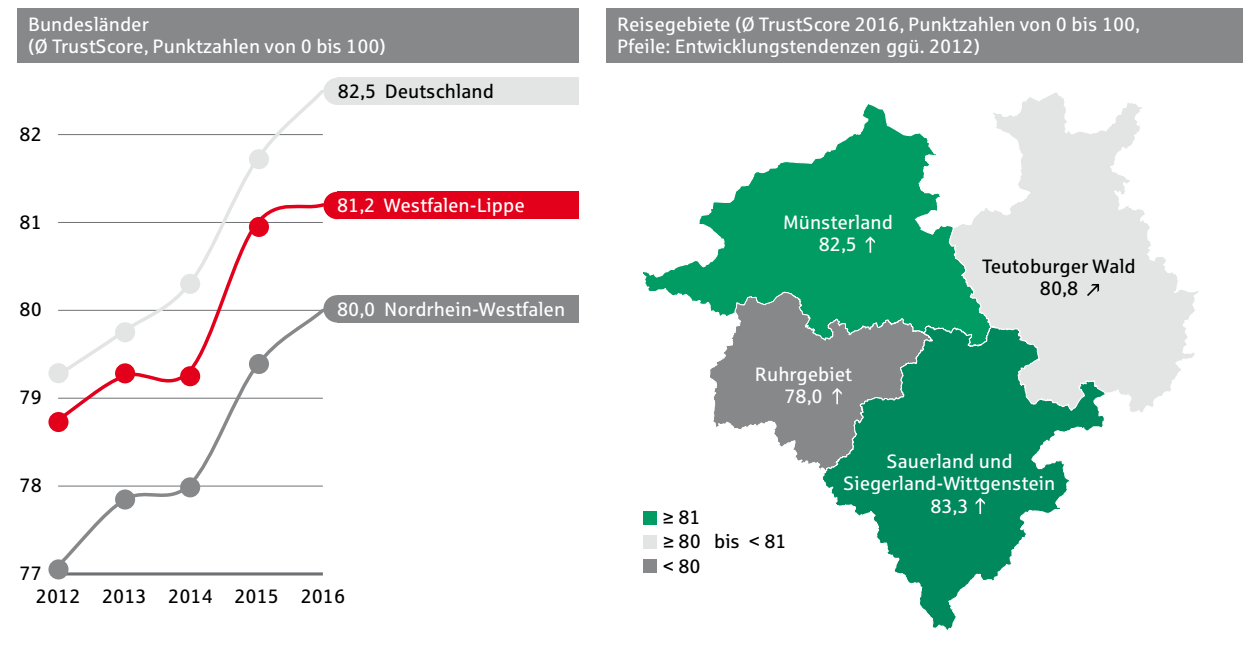 Bundesländer
(Ø TrustScore, Punktzahlen von 0 bis 100)
82,5 Deutschland
82
81,2 Westfalen-Lippe
81
80,0 Nordrhein-Westfalen
80
79
78
77
2012 2013 2014 2015 2016
Reisegebiete (Ø TrustScore 2016, Punktzahlen von 0 bis 100,
Pfeile: Entwicklungstendenzen ggü. 2012)
Münsterland
82,5 ↑
Teutoburger Wald
80,8 ↗
Ruhrgebiet
78,0 ↑
Sauerland und
Siegerland-Wittgenstein
83,3 ↑
≥ 81
≥ 80 bis < 81
< 80